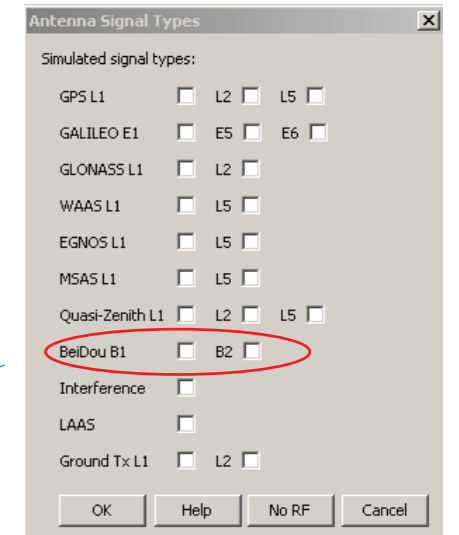 Antenna Signal Types
Simulated signal types:
GPS L1 L2 L5
GALILEO E1 E5 E6
GLONASS L1 L2
WAAS L1 L5
EGNOS L1 L5
MSAS L1 L5
Quasi-Zenith L1 L2 L5
BeiDou B1 B2
Interference
LAAS
Ground Tx L1 L2
OK Help No RF Cancel